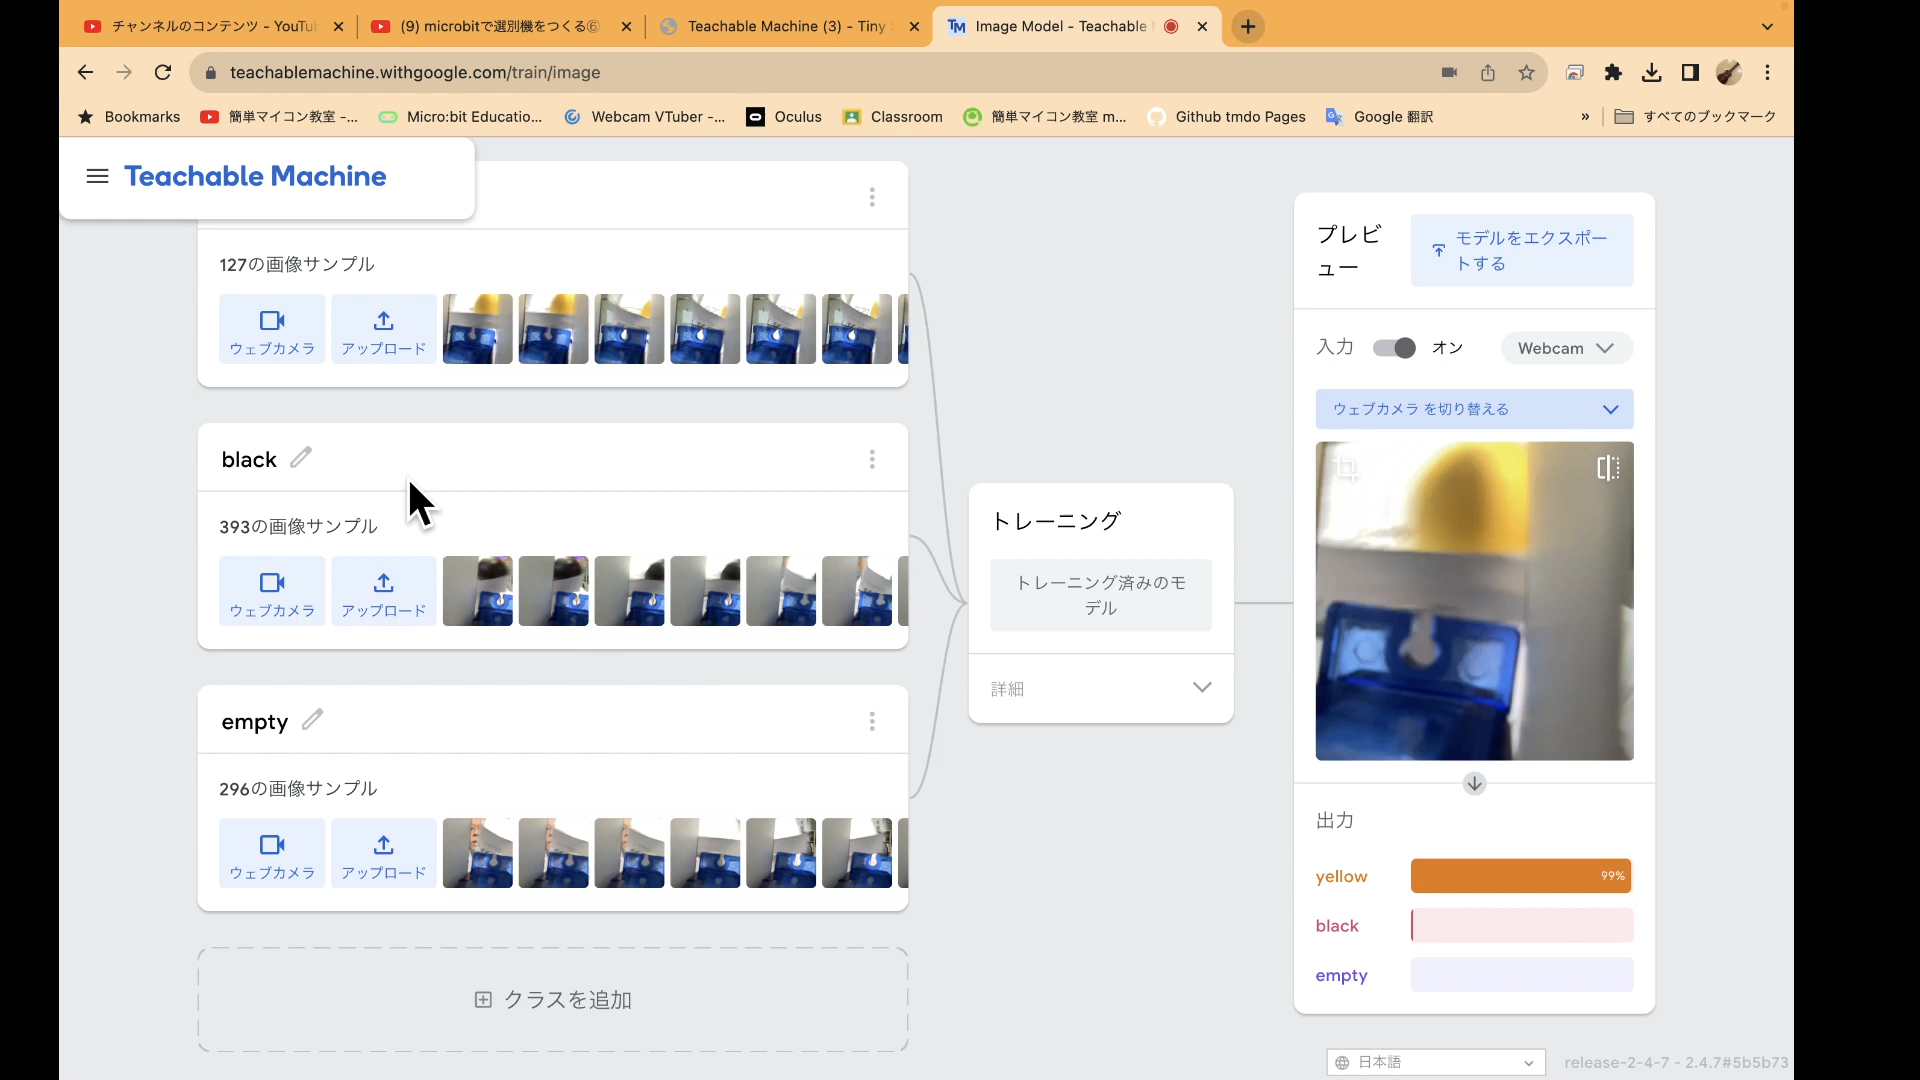 チャンネルのコンテンツ - YouTu
(9) microbitで選別機をつくる⑥
Teachable Machine (3) - Tiny
Image Model - Teachable
teachablemachine.withgoogle.com/train/image
Bookmarks
簡単マイコン教室 -...
Micro:bit Educatio...
Webcam VTuber -...
Oculus
Classroom
簡単マイコン教室 m...
Github tmdo Pages
Google 翻訳
»
すべてのブックマーク
Teachable Machine
127の画像サンプル
ウェブカメラ
アップロード
black
393の画像サンプル
ウェブカメラ
アップロード
empty
296の画像サンプル
ウェブカメラ
アップロード
クラスを追加
トレーニング
トレーニング済みのモ
デル
詳細
プレビ
ュー
モデルをエクスポー
トする
入力
オン
Webcam
ウェブカメラ を切り替える
出力
yellow
99%
black
empty
日本語
release-2-4-7 - 2.4.7#5b5b73